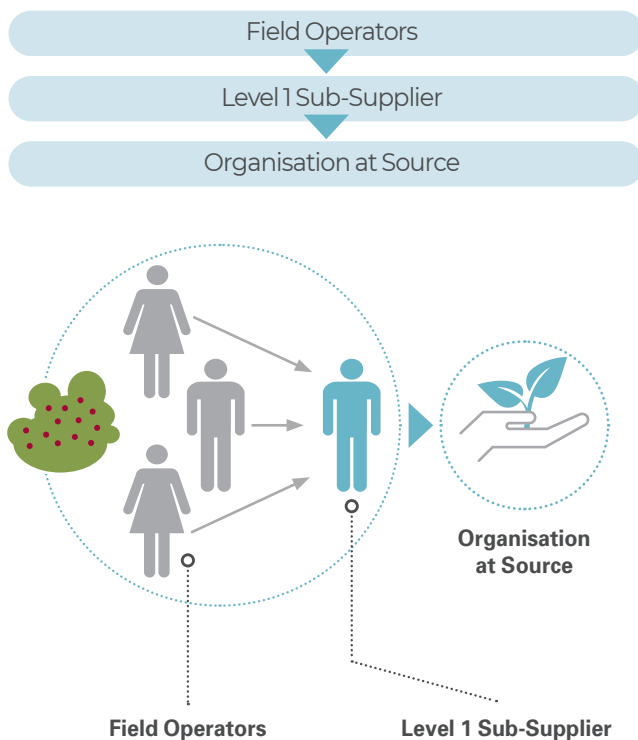 Field Operators
Level 1 Sub-Supplier
Organisation at Source
Organisation
at Source
Field Operators
Level 1 Sub-Supplier